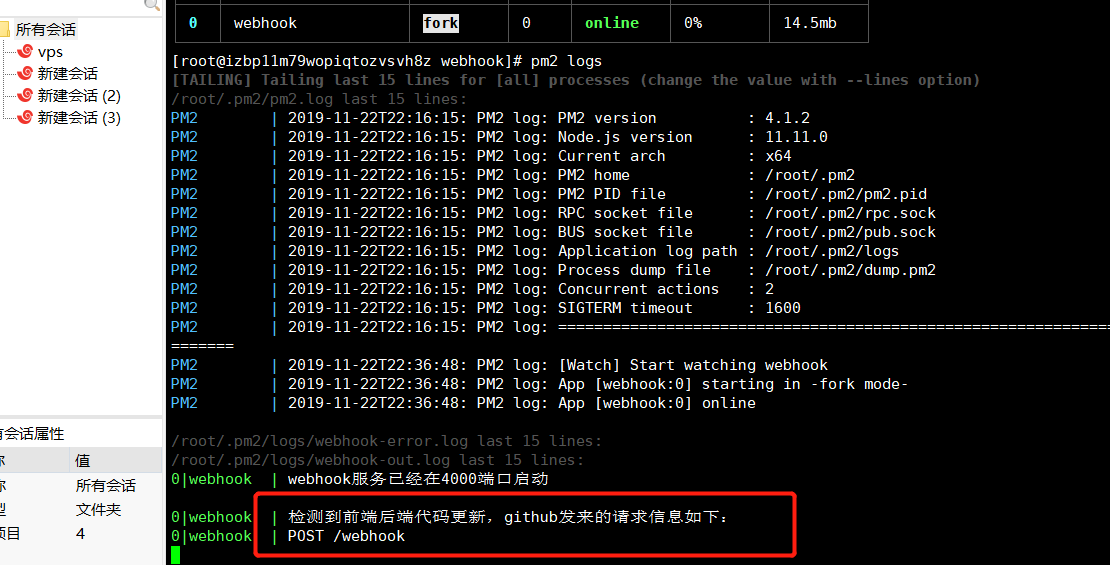 所有会话
vps
新建会话
新建会话 (2)
新建会话 (3)
有会话属性
值
所有会话
文件夹
项目
4
0 webhook fork 0 online 0% 14.5mb
[root@izbp11m79wopiqtozvsvh8z webhook]# pm2 logs
[TAILING] Tailing last 15 lines for [all] processes (change the value with --lines option)
/root/.pm2/pm2.log last 15 lines:
PM2 | 2019-11-22T22:16:15: PM2 log: PM2 version : 4.1.2
PM2 | 2019-11-22T22:16:15: PM2 log: Node.js version : 11.11.0
PM2 | 2019-11-22T22:16:15: PM2 log: Current arch : x64
PM2 | 2019-11-22T22:16:15: PM2 log: PM2 home : /root/.pm2
PM2 | 2019-11-22T22:16:15: PM2 log: PM2 PID file : /root/.pm2/pm2.pid
PM2 | 2019-11-22T22:16:15: PM2 log: RPC socket file : /root/.pm2/rpc.sock
PM2 | 2019-11-22T22:16:15: PM2 log: BUS socket file : /root/.pm2/pub.sock
PM2 | 2019-11-22T22:16:15: PM2 log: Application log path : /root/.pm2/logs
PM2 | 2019-11-22T22:16:15: PM2 log: Process dump file : /root/.pm2/dump.pm2
PM2 | 2019-11-22T22:16:15: PM2 log: Concurrent actions : 2
PM2 | 2019-11-22T22:16:15: PM2 log: SIGTERM timeout : 1600
PM2 | 2019-11-22T22:16:15: PM2 log: =============================================================
=======
PM2 | 2019-11-22T22:36:48: PM2 log: [Watch] Start watching webhook
PM2 | 2019-11-22T22:36:48: PM2 log: App [webhook:0] starting in -fork mode-
PM2 | 2019-11-22T22:36:48: PM2 log: App [webhook:0] online
/root/.pm2/logs/webhook-error.log last 15 lines:
/root/.pm2/logs/webhook-out.log last 15 lines:
0|webhook | webhook服务已经在4000端口启动
0|webhook | 检测到前端后端代码更新，github发来的请求信息如下：
0|webhook | POST /webhook